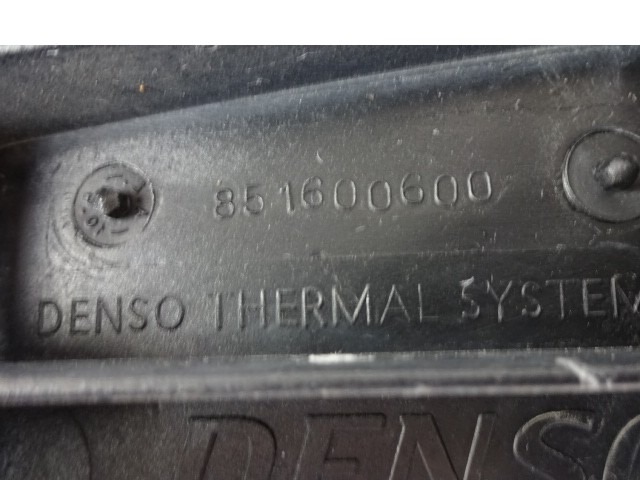 851600600
DENSO THERMAL SYSTEM
DENSO